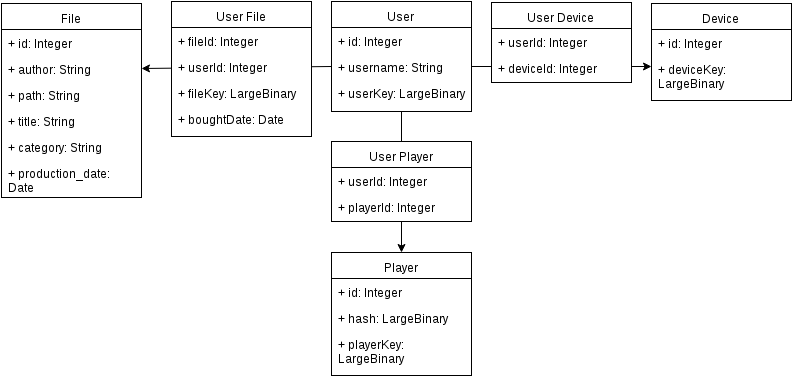 File
+ id: Integer
+ author: String
+ path: String
+ title: String
+ category: String
+ production_date:
Date
User File
+ fileId: Integer
+ userId: Integer
+ fileKey: LargeBinary
+ boughtDate: Date
User
+ id: Integer
+ username: String
+ userKey: LargeBinary
User Device
+ userId: Integer
+ deviceId: Integer
Device
+ id: Integer
+ deviceKey:
LargeBinary
User Player
+ userId: Integer
+ playerId: Integer
Player
+ id: Integer
+ hash: LargeBinary
+ playerKey:
LargeBinary